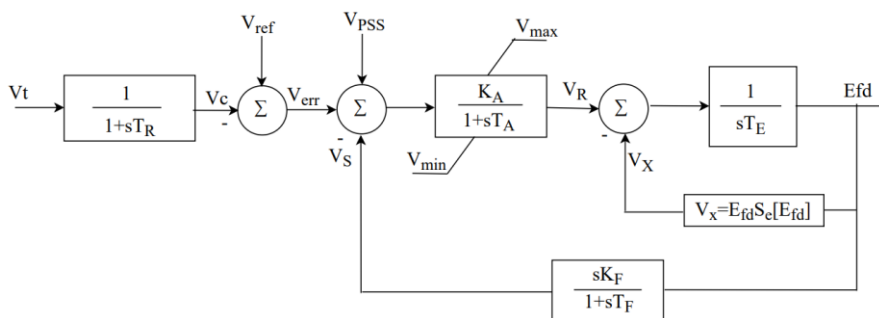 V_ref
V_PSS
V_max
Vt
1
1+sT_R
Vc
-
Σ
V_err
Σ
-
V_S
K_A
1+sT_A
V_min
V_R
Σ
-
V_X
1
sT_E
Efd
V_x=E_fdS_e[E_fd]
sK_F
1+sT_F